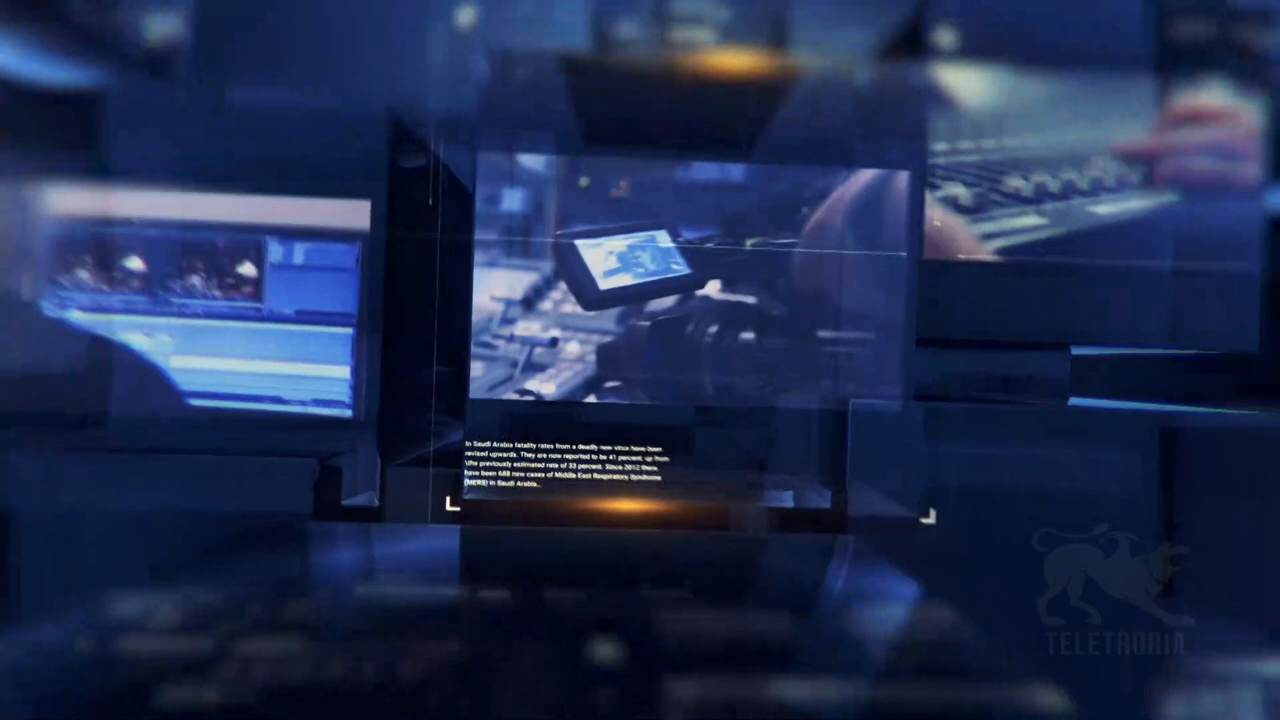 In Saudi Arabia fatality rates from a deadly new virus have been
revised upwards. They are now reported to be 41 percent, up from
\the previously estimated rate of 33 percent. Since 2012 there
have been 688 new cases of Middle East Respiratory Syndrome
(MERS) in Saudi Arabia...
TELETRURIA